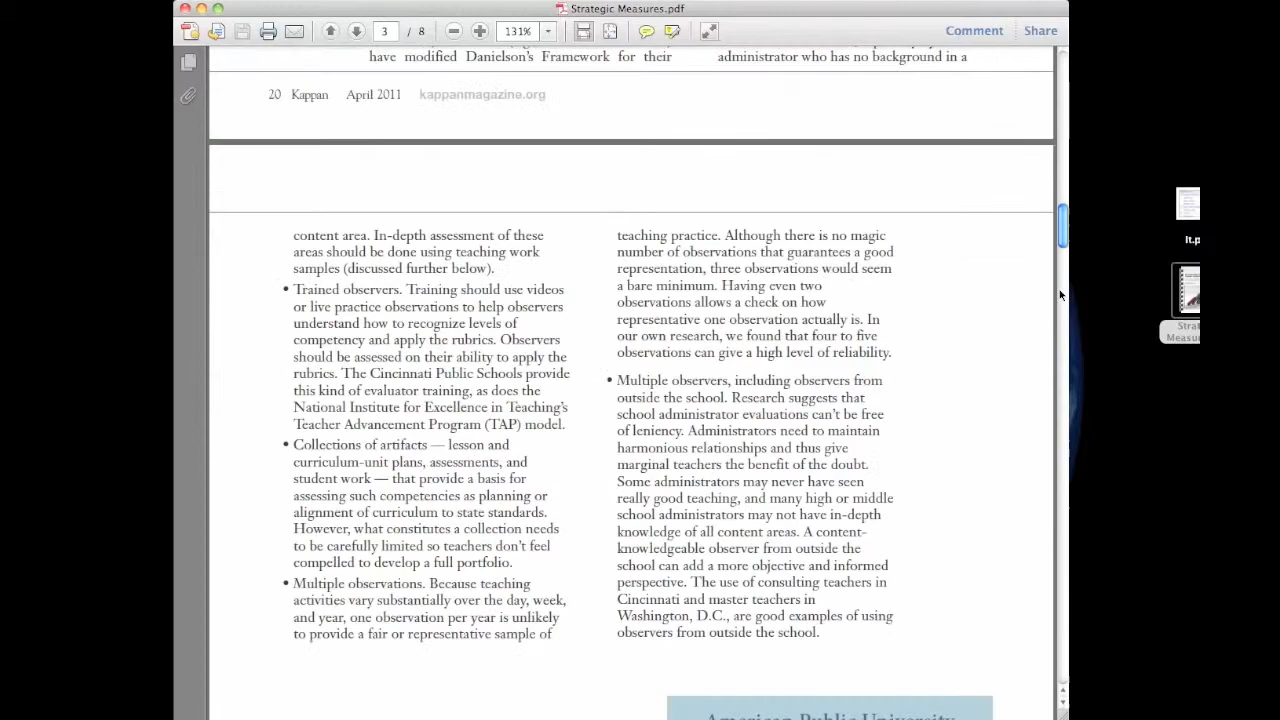 Strategic Measures.pdf
3 / 8
131%
Comment
Share
have modified Danielson's Framework for their
administrator who has no background in a
20 Kappan April 2011 kappanmagazine.org
content area. In-depth assessment of these
areas should be done using teaching work
samples (discussed further below).
• Trained observers. Training should use videos
or live practice observations to help observers
understand how to recognize levels of
competency and apply the rubrics. Observers
should be assessed on their ability to apply the
rubrics. The Cincinnati Public Schools provide
this kind of evaluator training, as does the
National Institute for Excellence in Teaching's
Teacher Advancement Program (TAP) model.
• Collections of artifacts — lesson and
curriculum-unit plans, assessments, and
student work — that provide a basis for
assessing such competencies as planning or
alignment of curriculum to state standards.
However, what constitutes a collection needs
to be carefully limited so teachers don't feel
compelled to develop a full portfolio.
• Multiple observations. Because teaching
activities vary substantially over the day, week,
and year, one observation per year is unlikely
to provide a fair or representative sample of
teaching practice. Although there is no magic
number of observations that guarantees a good
representation, three observations would seem
a bare minimum. Having even two
observations allows a check on how
representative one observation actually is. In
our own research, we found that four to five
observations can give a high level of reliability.
• Multiple observers, including observers from
outside the school. Research suggests that
school administrator evaluations can't be free
of leniency. Administrators need to maintain
harmonious relationships and thus give
marginal teachers the benefit of the doubt.
Some administrators may never have seen
really good teaching, and many high or middle
school administrators may not have in-depth
knowledge of all content areas. A content-
knowledgeable observer from outside the
school can add a more objective and informed
perspective. The use of consulting teachers in
Cincinnati and master teachers in
Washington, D.C., are good examples of using
observers from outside the school.
American Public University
lt.p
Strat
Measu